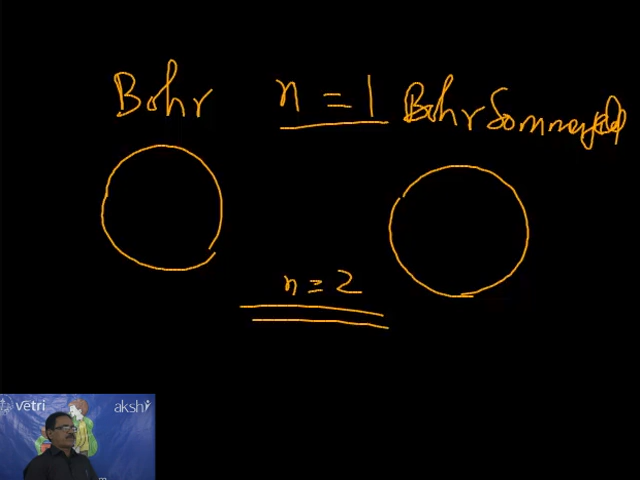 Bohr n = 1 Bohr Sommerfeld
n = 2
vetri akshi
m